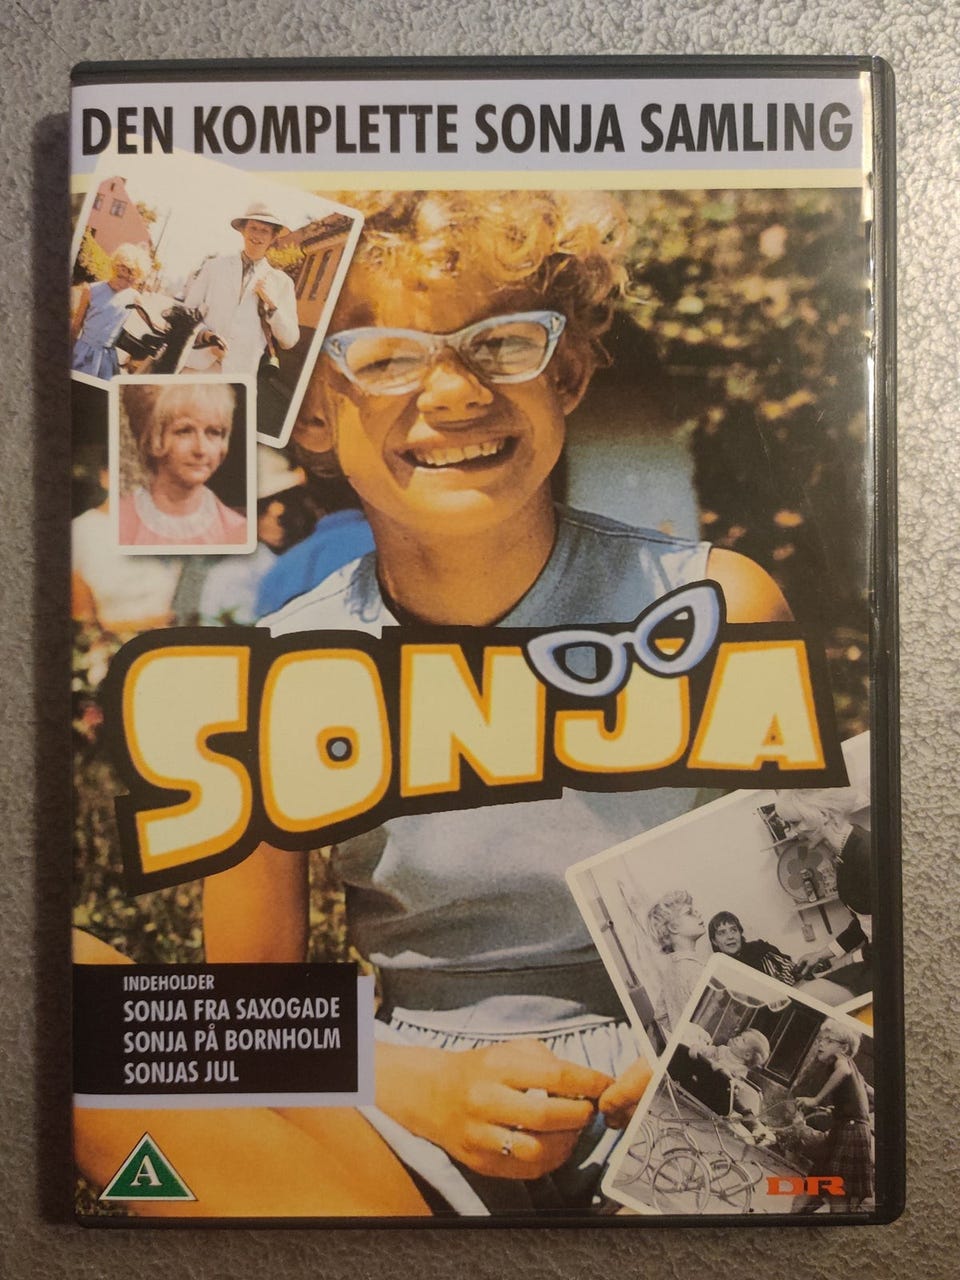 DEN KOMPLETTE SONJA SAMLING
SONJA
INDEHOLDER
SONJA FRA SAXOGADE
SONJA PÅ BORNHOLM
SONJAS JUL
A
DR